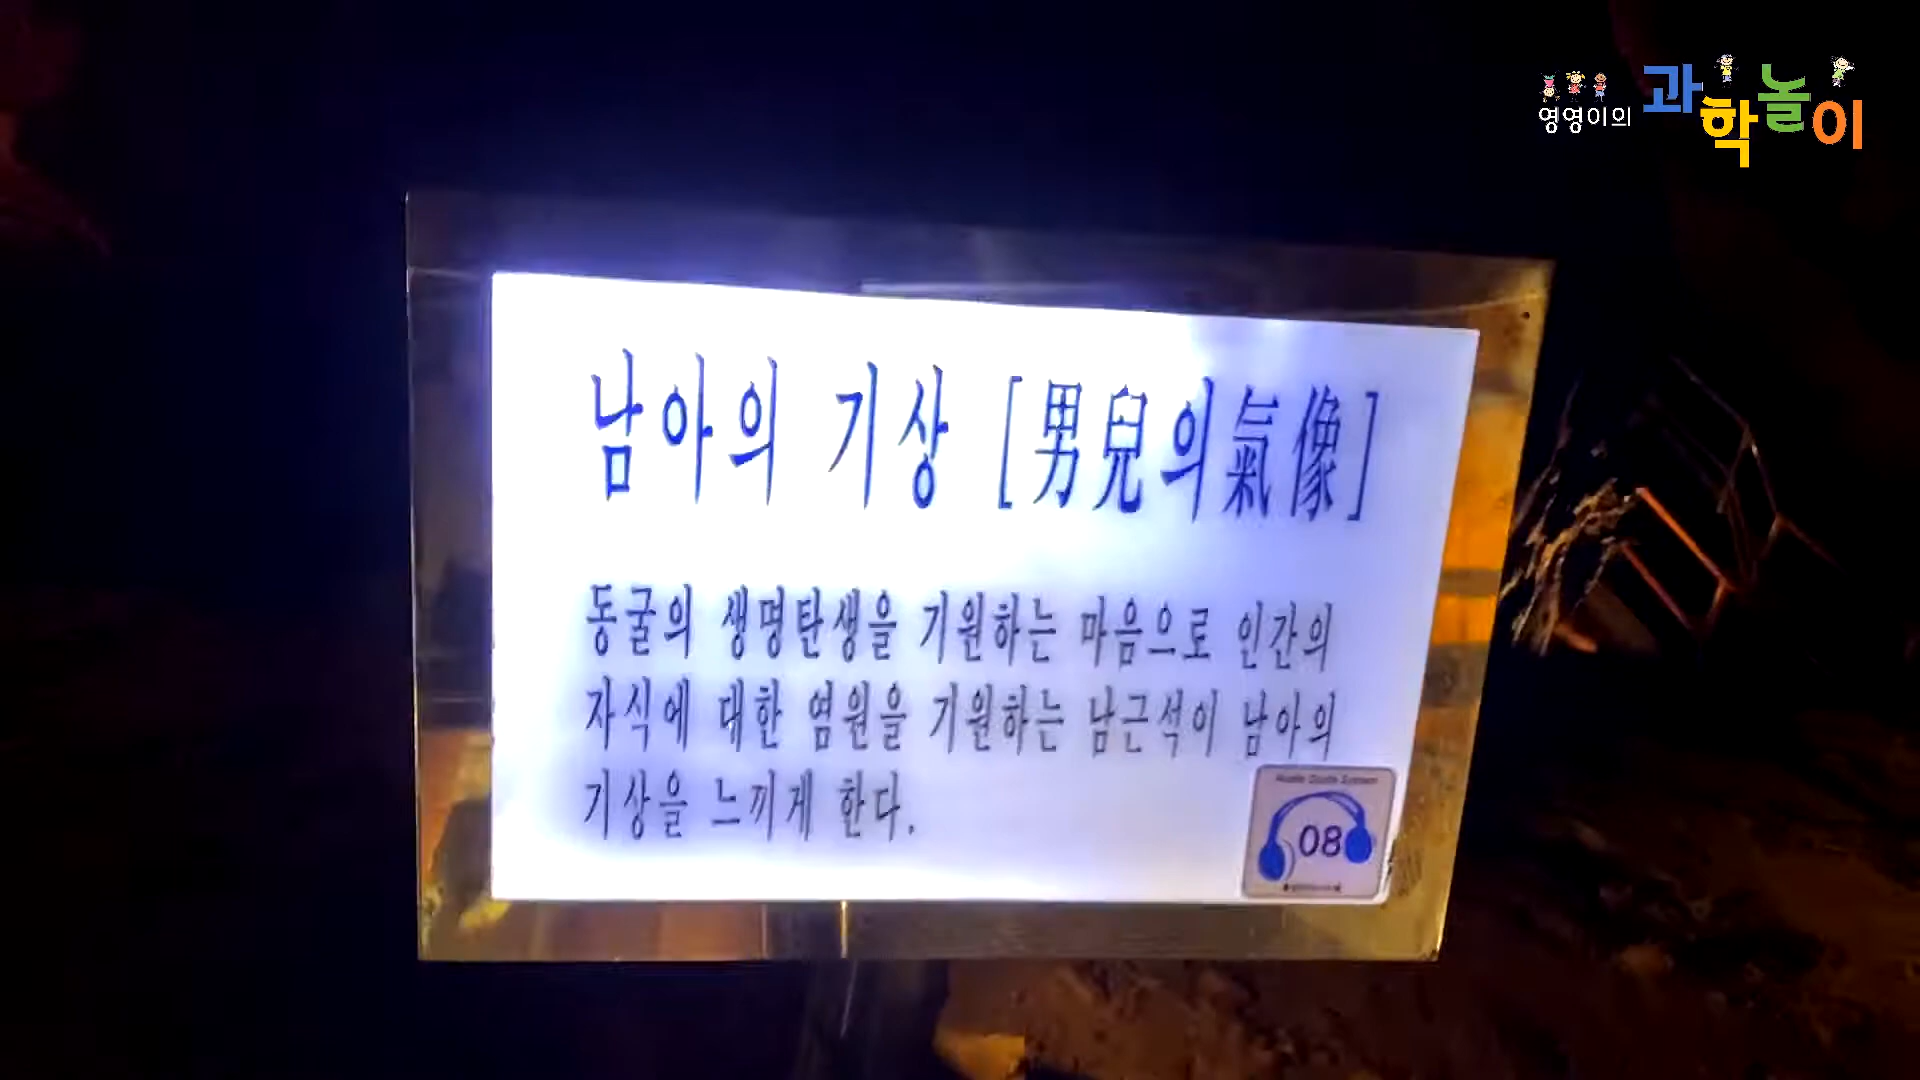 영영이의 과학놀이
남아의 기상 [男兒의氣像]
동굴의 생명탄생을 기원하는 마음으로 인간의
자식에 대한 염원을 기원하는 남근석이 남아의
기상을 느끼게 한다.
Audio Guide System
08